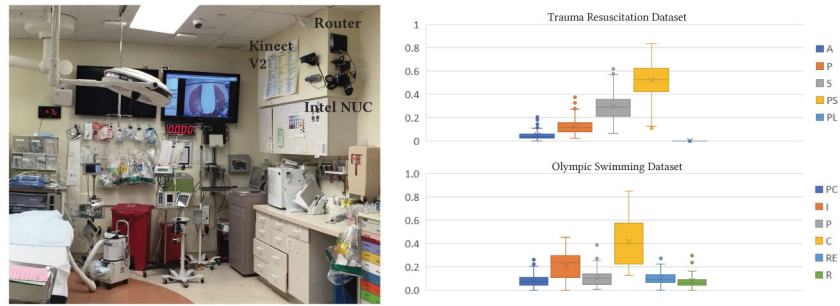 Router
Kinect
V2
Intel NUC
Trauma Resuscitation Dataset
1
0.8
0.6
0.4
0.2
0
A
P
S
PS
PL
Olympic Swimming Dataset
1.0
0.8
0.6
0.4
0.2
0.0
PC
I
P
C
RE
R